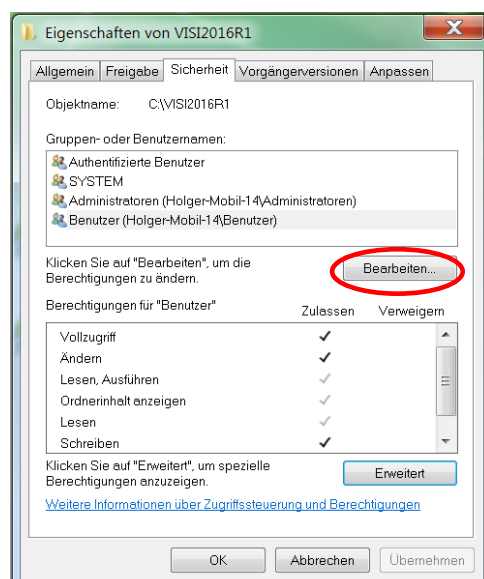 Eigenschaften von VISI2016R1
Allgemein Freigabe Sicherheit Vorgängerversionen Anpassen
Objektname: C:\VISI2016R1
Gruppen- oder Benutzernamen:
Authentifizierte Benutzer
SYSTEM
Administratoren (Holger-Mobil-14\Administratoren)
Benutzer (Holger-Mobil-14\Benutzer)
Klicken Sie auf "Bearbeiten", um die
Berechtigungen zu ändern.
Bearbeiten...
Berechtigungen für "Benutzer" Zulassen Verweigern
Vollzugriff
Ändern
Lesen, Ausführen
Ordnerinhalt anzeigen
Lesen
Schreiben
Klicken Sie auf "Erweitert", um spezielle
Berechtigungen anzuzeigen.
Erweitert
Weitere Informationen über Zugriffssteuerung und Berechtigungen
OK Abbrechen Übernehmen